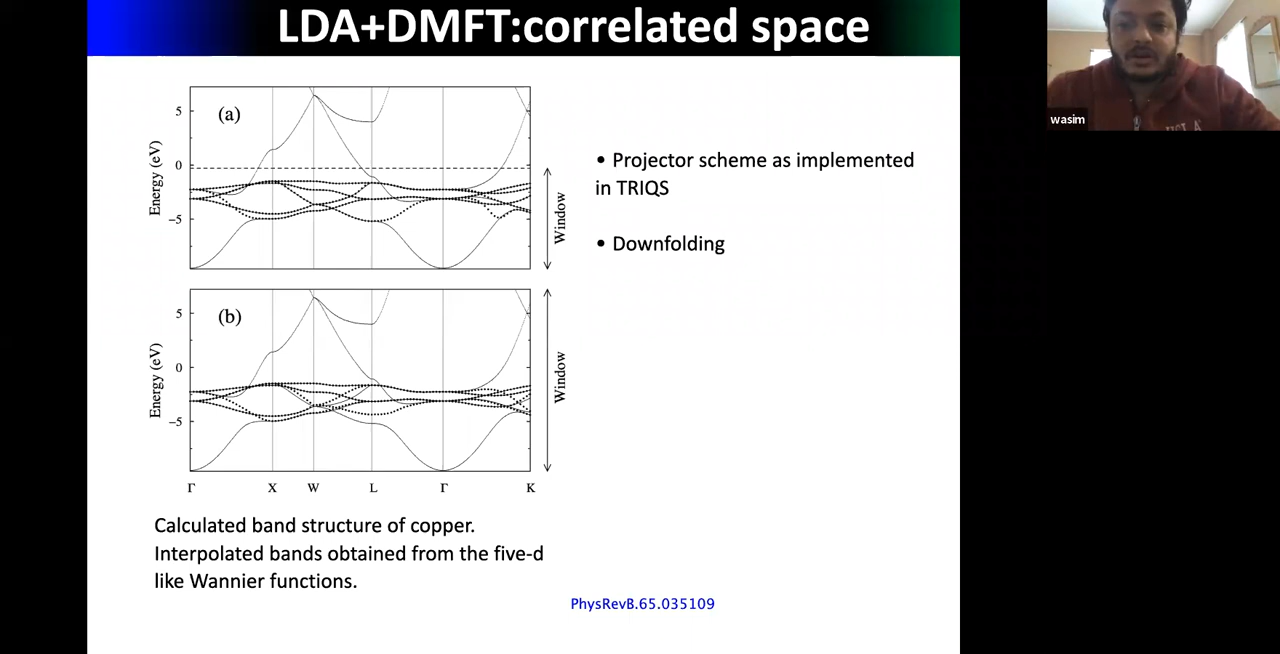 LDA+DMFT:correlated space
wasim
UCLA
(a)
5
0
−5
Energy (eV)
Window
• Projector scheme as implemented
in TRIQS
• Downfolding
(b)
5
0
−5
Energy (eV)
Window
Γ X W L Γ K
Calculated band structure of copper.
Interpolated bands obtained from the five-d
like Wannier functions.
PhysRevB.65.035109